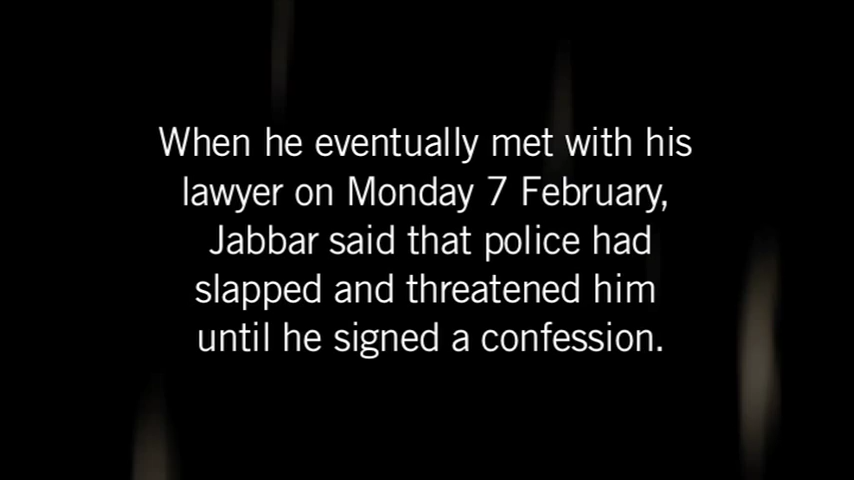 When he eventually met with his
lawyer on Monday 7 February,
Jabbar said that police had
slapped and threatened him
until he signed a confession.